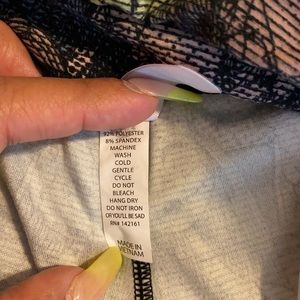 92% POLYESTER
8% SPANDEX
MACHINE
WASH
COLD
GENTLE
CYCLE
DO NOT
BLEACH
HANG DRY
DO NOT IRON
OR YOU'LL BE SAD
RN# 142161
MADE IN
VIETNAM